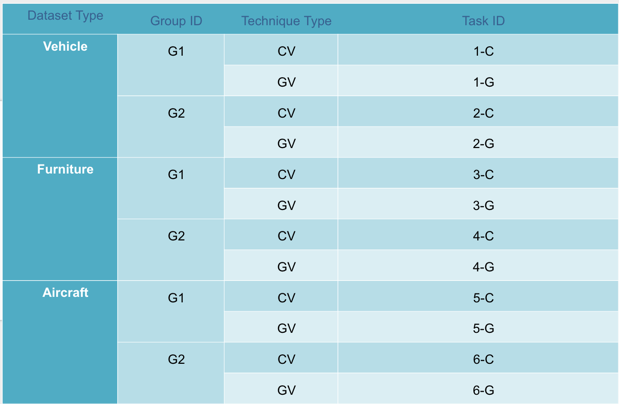 Dataset Type Group ID Technique Type Task ID
Vehicle G1 CV 1-C
GV 1-G
G2 CV 2-C
GV 2-G
Furniture G1 CV 3-C
GV 3-G
G2 CV 4-C
GV 4-G
Aircraft G1 CV 5-C
GV 5-G
G2 CV 6-C
GV 6-G